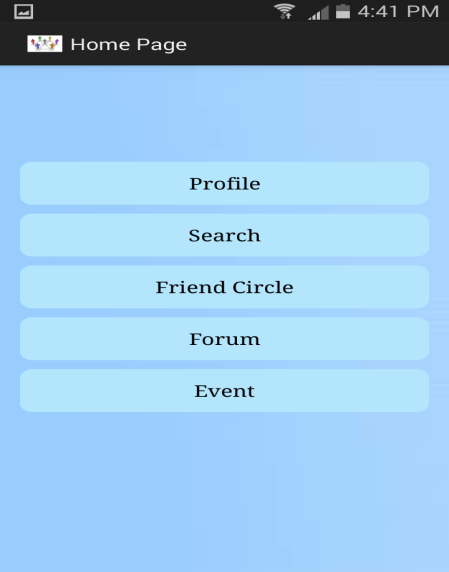 4:41 PM
Home Page
Profile
Search
Friend Circle
Forum
Event